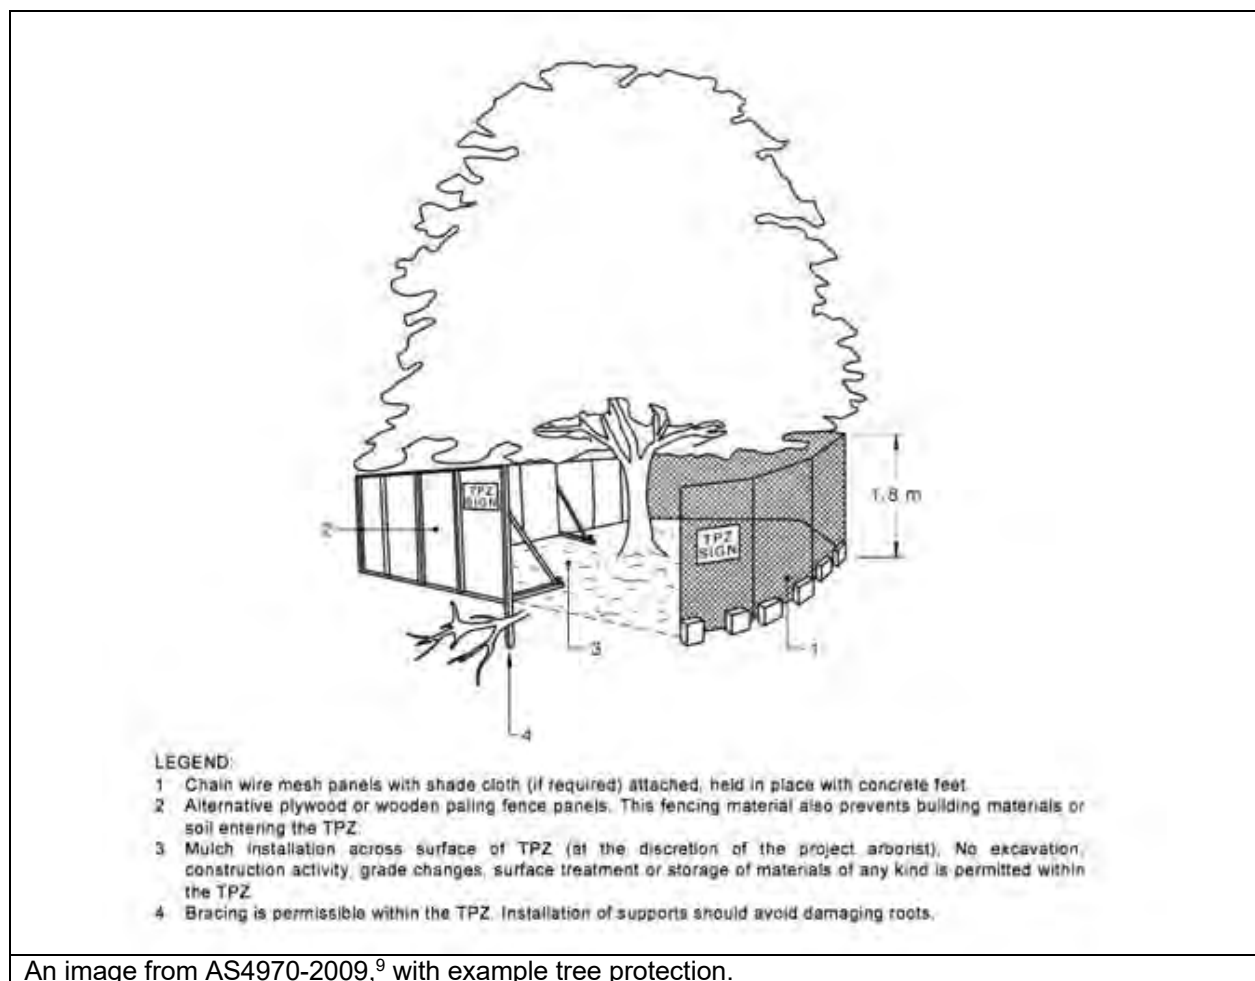 TPZ
SIGN
TPZ
SIGN
1.8 m
2
3
1
4
LEGEND:
1 Chain wire mesh panels with shade cloth (if required) attached, held in place with concrete feet.
2 Alternative plywood or wooden paling fence panels. This fencing material also prevents building materials or
soil entering the TPZ.
3 Mulch installation across surface of TPZ (at the discretion of the project arborist). No excavation,
construction activity, grade changes, surface treatment or storage of materials of any kind is permitted within
the TPZ.
4 Bracing is permissible within the TPZ. Installation of supports should avoid damaging roots.
An image from AS4970-2009,⁹ with example tree protection.